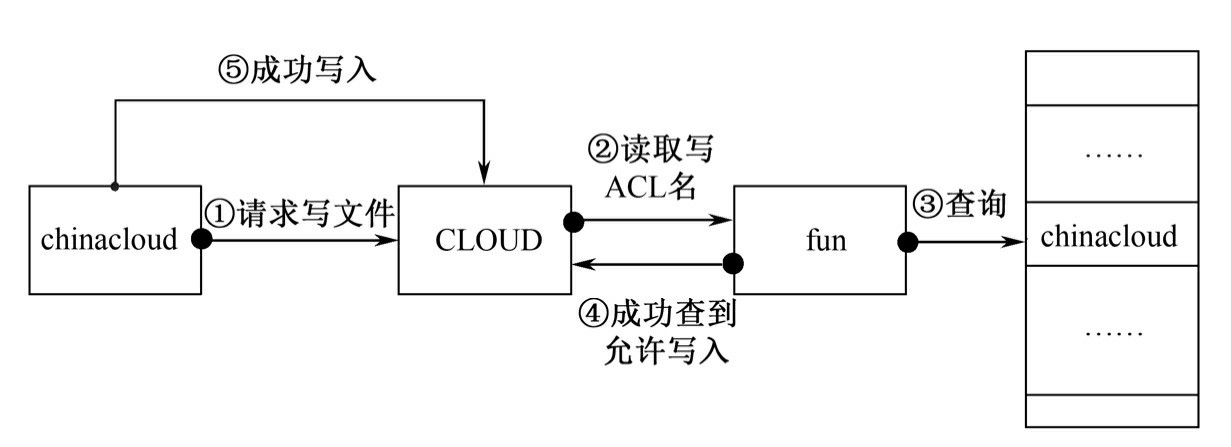 ⑤成功写入
②读取写
ACL名
chinacloud
①请求写文件
CLOUD
fun
③查询
……
chinacloud
④成功查到
允许写入
……